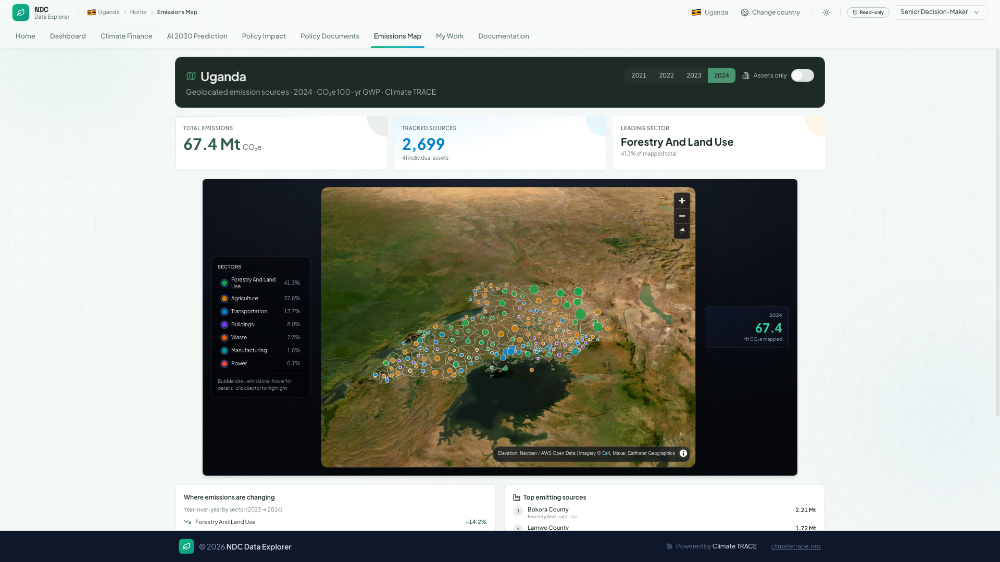 NDC
Data Explorer
Uganda
Home
Emissions Map
Uganda
Change country
Read-only
Senior Decision-Maker
Home
Dashboard
Climate Finance
AI 2030 Prediction
Policy Impact
Policy Documents
Emissions Map
My Work
Documentation
Uganda
2021
2022
2023
2024
Assets only
Geolocated emission sources · 2024 · CO₂e 100-yr GWP · Climate TRACE
TOTAL EMISSIONS
67.4 Mt CO₂e
TRACKED SOURCES
2,699
41 individual assets
LEADING SECTOR
Forestry And Land Use
41.3% of mapped total
SECTORS
Forestry And Land
Use
41.3%
Agriculture 32.8%
Transportation 13.7%
Buildings 8.0%
Waste 2.3%
Manufacturing 1.8%
Power 0.1%
Bubble size = emissions · hover for
details · click sector to highlight
2024
67.4
Mt CO₂e mapped
Elevation: Nextzen / AWS Open Data | Imagery © Esri, Maxar, Earthstar Geographics
Where emissions are changing
Year-over-year by sector (2023 → 2024)
Forestry And Land Use -14.2%
Top emitting sources
1 Bokora County 2.21 Mt
Forestry And Land Use
2 Lamwo County 1.72 Mt
© 2026 NDC Data Explorer
Powered by Climate TRACE · climatetrace.org